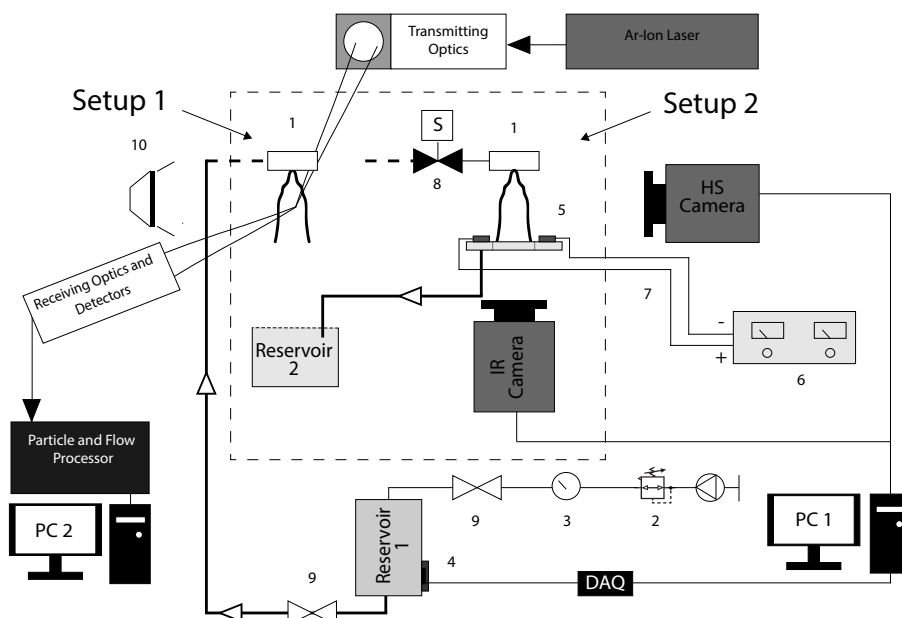 Transmitting
Optics
Ar-Ion Laser
Setup 1
Setup 2
1
S
1
10
8
5
HS
Camera
Receiving Optics and
Detectors
7
-
+
6
Reservoir
2
IR
Camera
Particle and Flow
Processor
PC 2
9
3
2
Reservoir
1
4
PC 1
DAQ
9